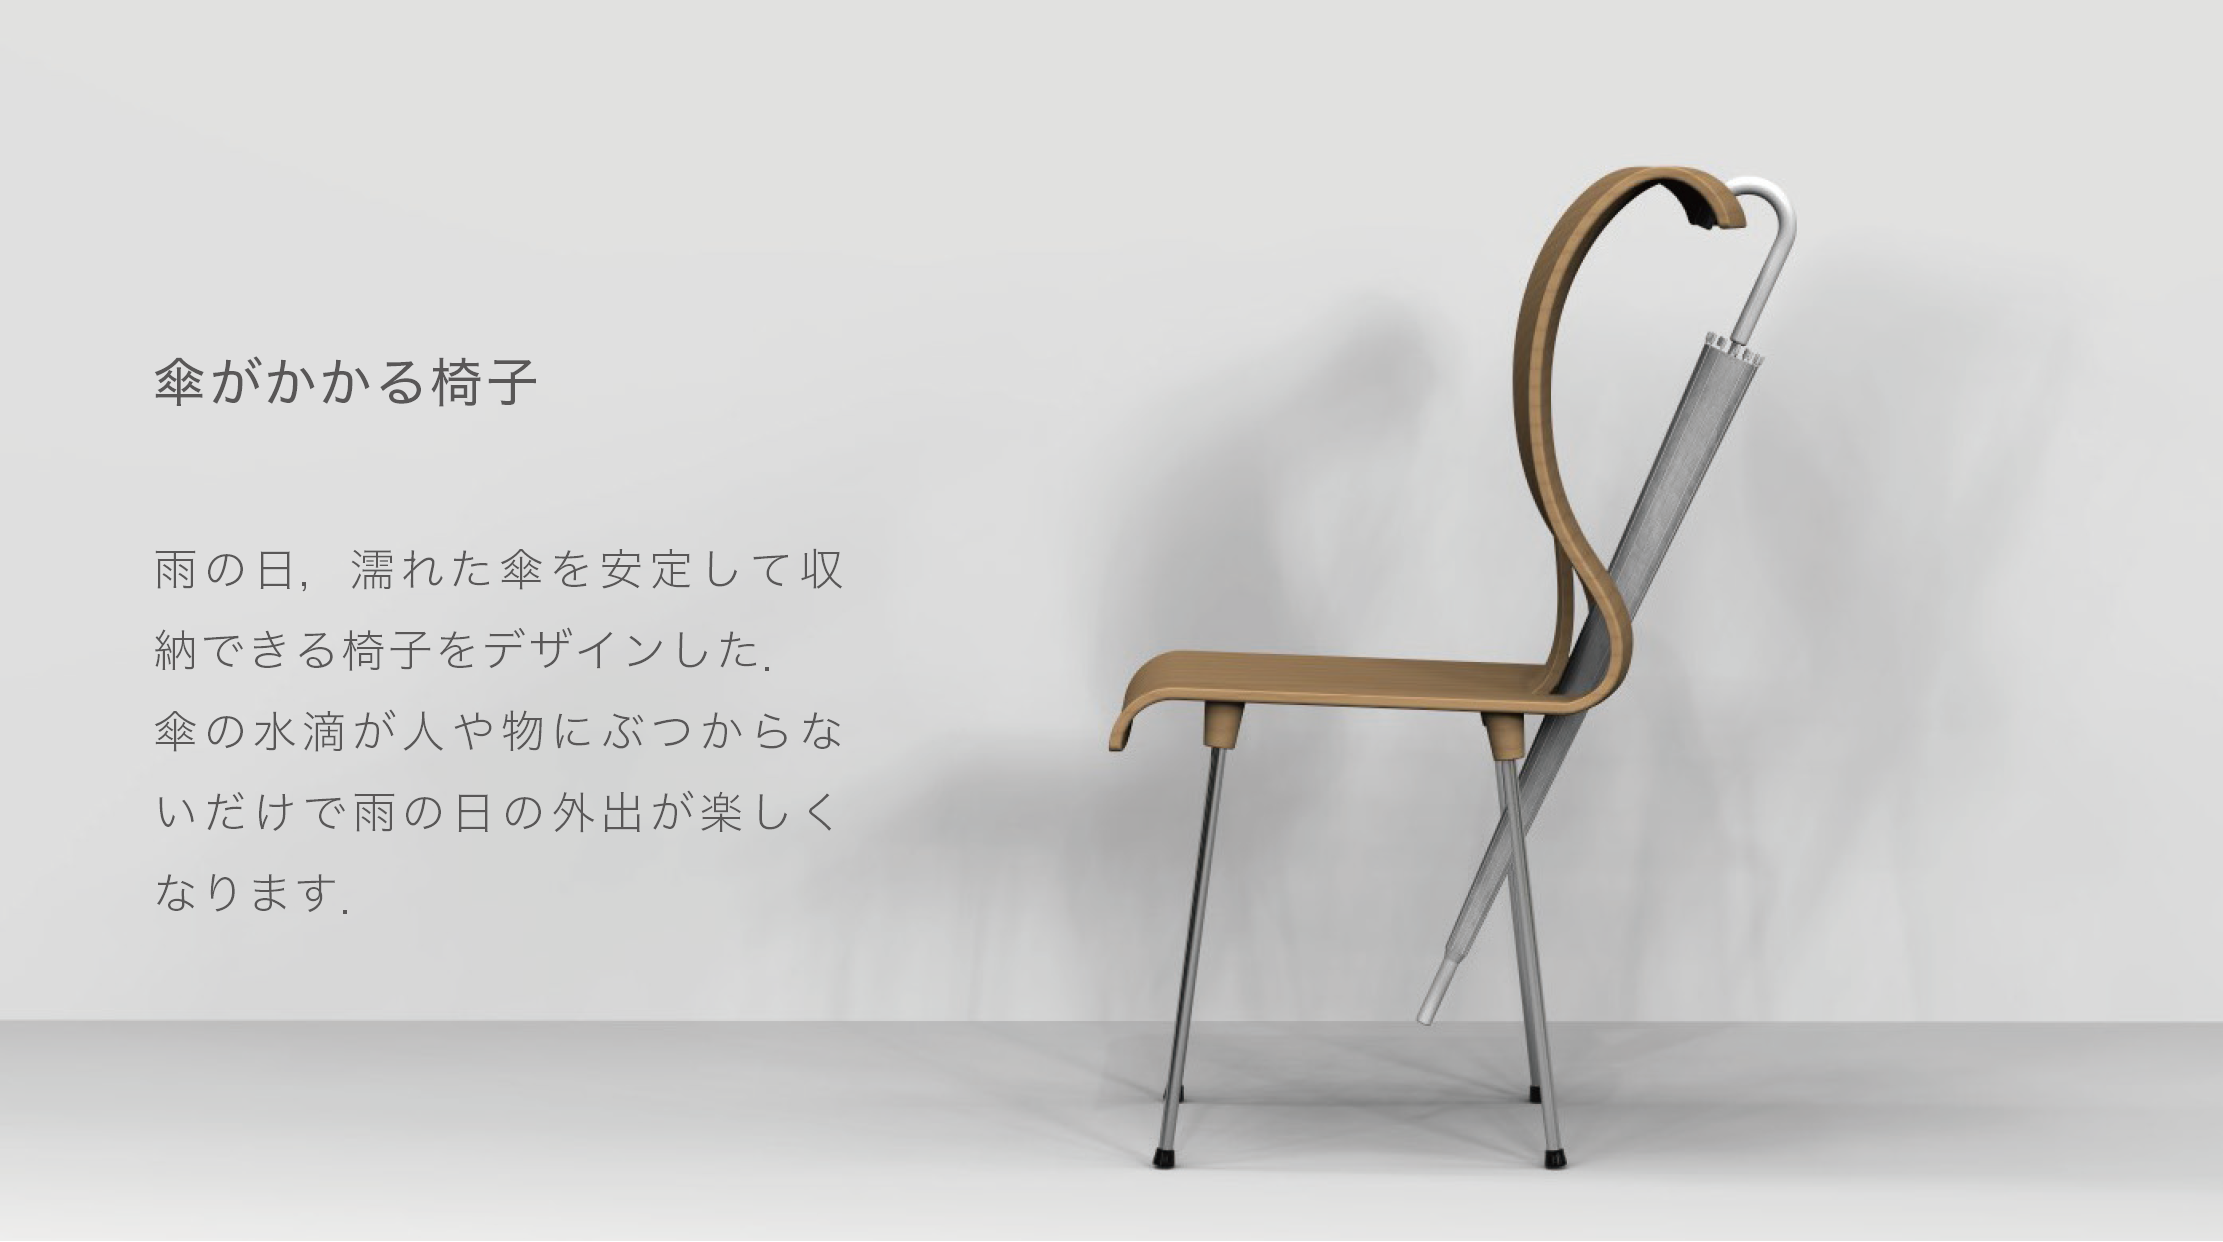 傘がかかる椅子
雨の日，濡れた傘を安定して収
納できる椅子をデザインした．
傘の水滴が人や物にぶつからな
いだけで雨の日の外出が楽しく
なります．